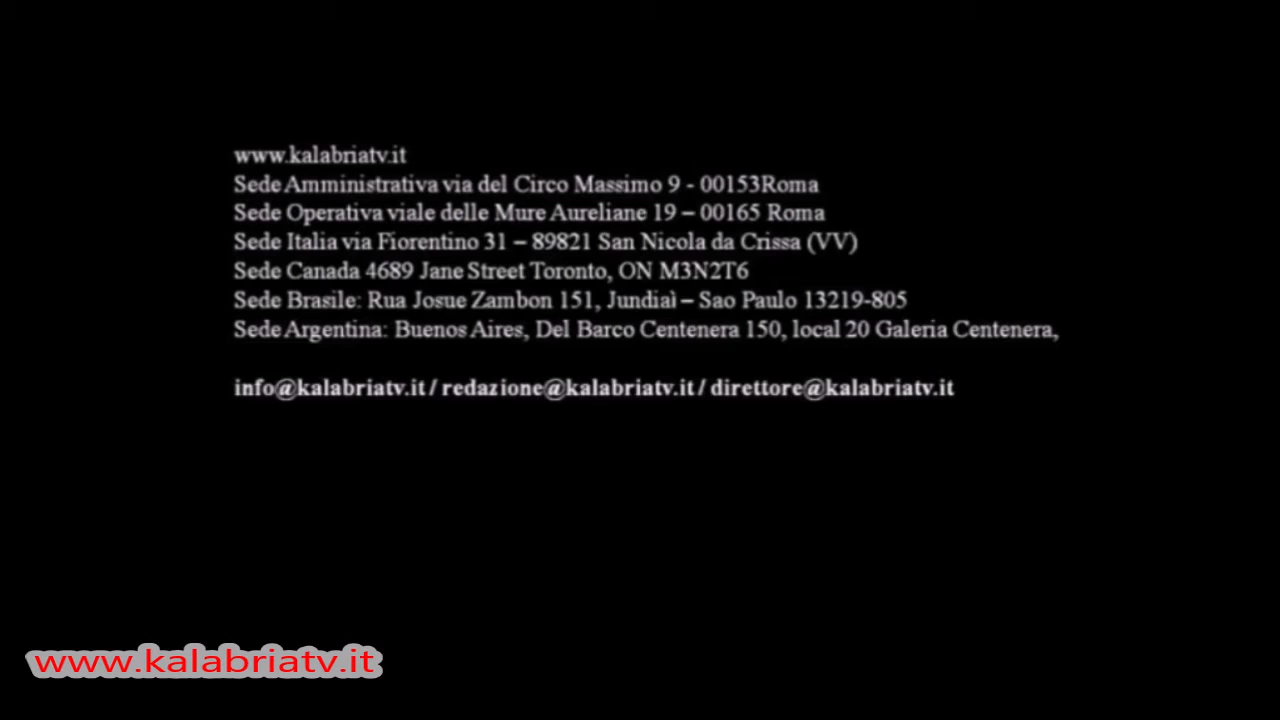 www.kalabriatv.it
Sede Amministrativa via del Circo Massimo 9 - 00153Roma
Sede Operativa viale delle Mure Aureliane 19 – 00165 Roma
Sede Italia via Fiorentino 31 – 89821 San Nicola da Crissa (VV)
Sede Canada 4689 Jane Street Toronto, ON M3N2T6
Sede Brasile: Rua Josue Zambon 151, Jundiaì – Sao Paulo 13219-805
Sede Argentina: Buenos Aires, Del Barco Centenera 150, local 20 Galeria Centenera,
info@kalabriatv.it / redazione@kalabriatv.it / direttore@kalabriatv.it
www.kalabriatv.it